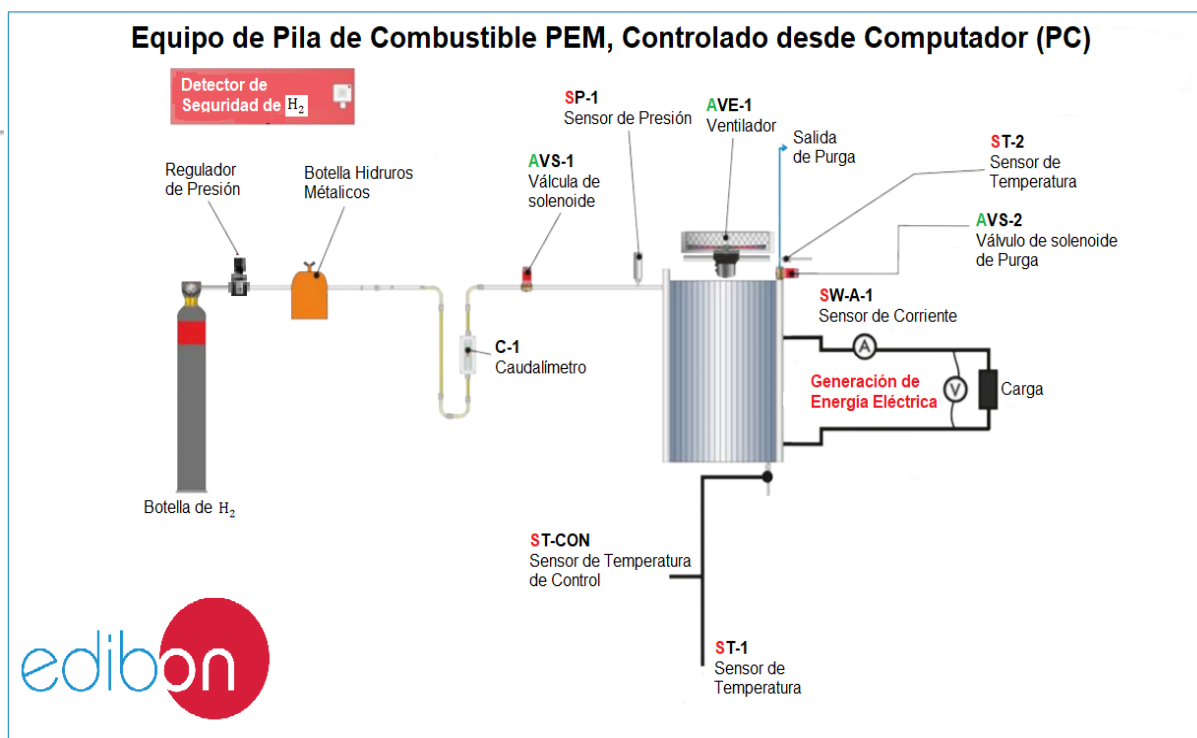 Equipo de Pila de Combustible PEM, Controlado desde Computador (PC)
Detector de
Seguridad de H₂
SP-1
Sensor de Presión
AVE-1
Ventilador
Salida
de Purga
ST-2
Sensor de
Temperatura
Regulador
de Presión
Botella Hidruros
Métalicos
AVS-1
Válcula de
solenoide
AVS-2
Válvulo de solenoide
de Purga
SW-A-1
Sensor de Corriente
A
C-1
Caudalímetro
Generación de
Energía Eléctrica
V
Carga
Botella de H₂
ST-CON
Sensor de Temperatura
de Control
ST-1
Sensor de
Temperatura
edibon